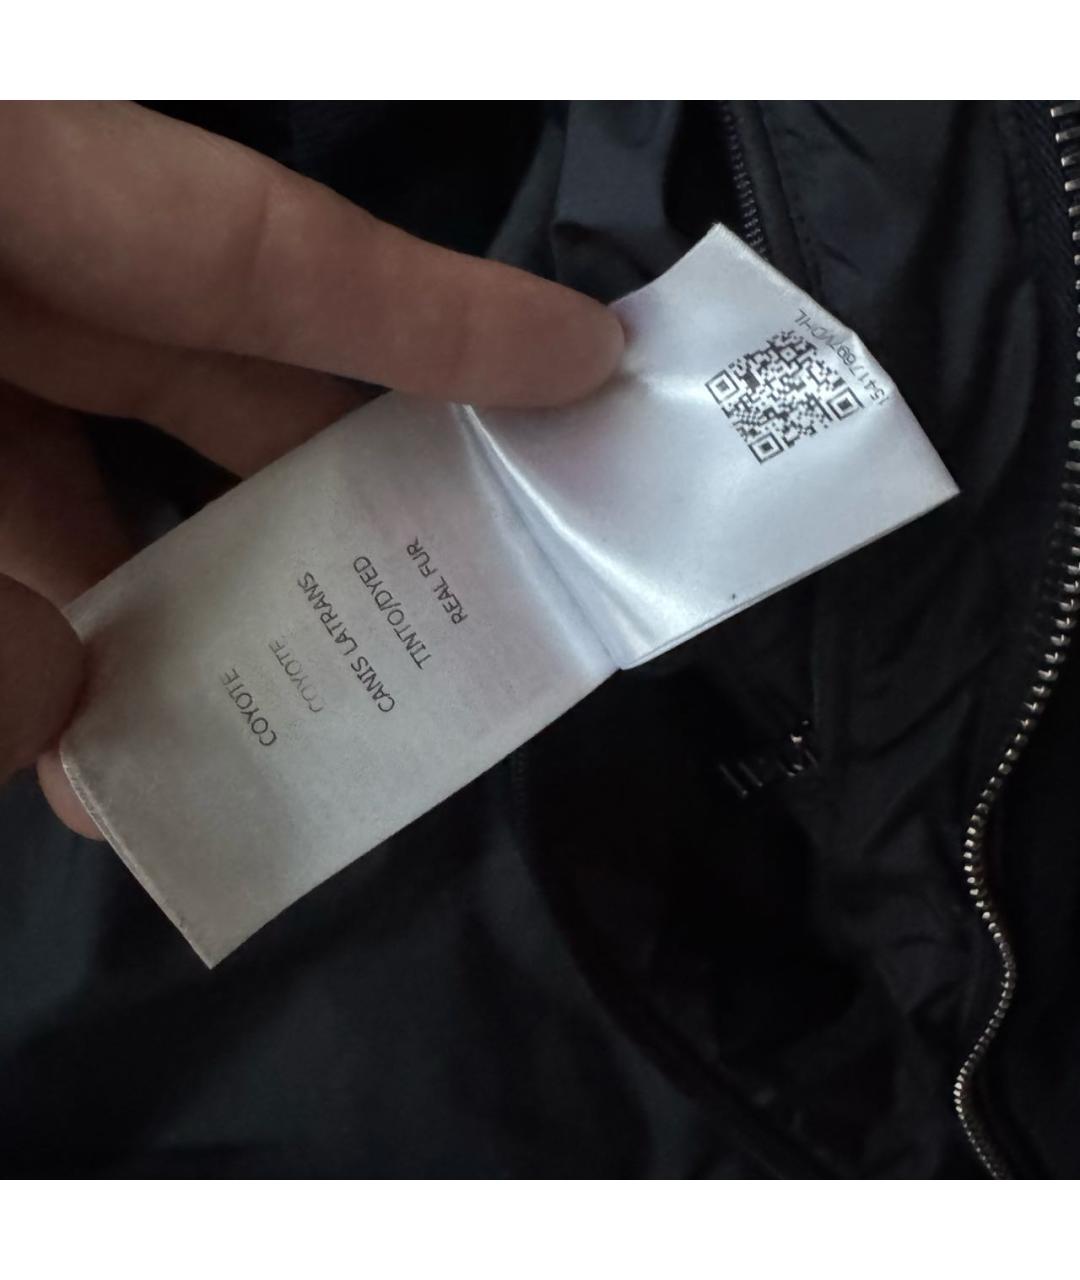 COYOTE
COYOTE
CANIS LATRANS
TINTO/DYED
REAL FUR